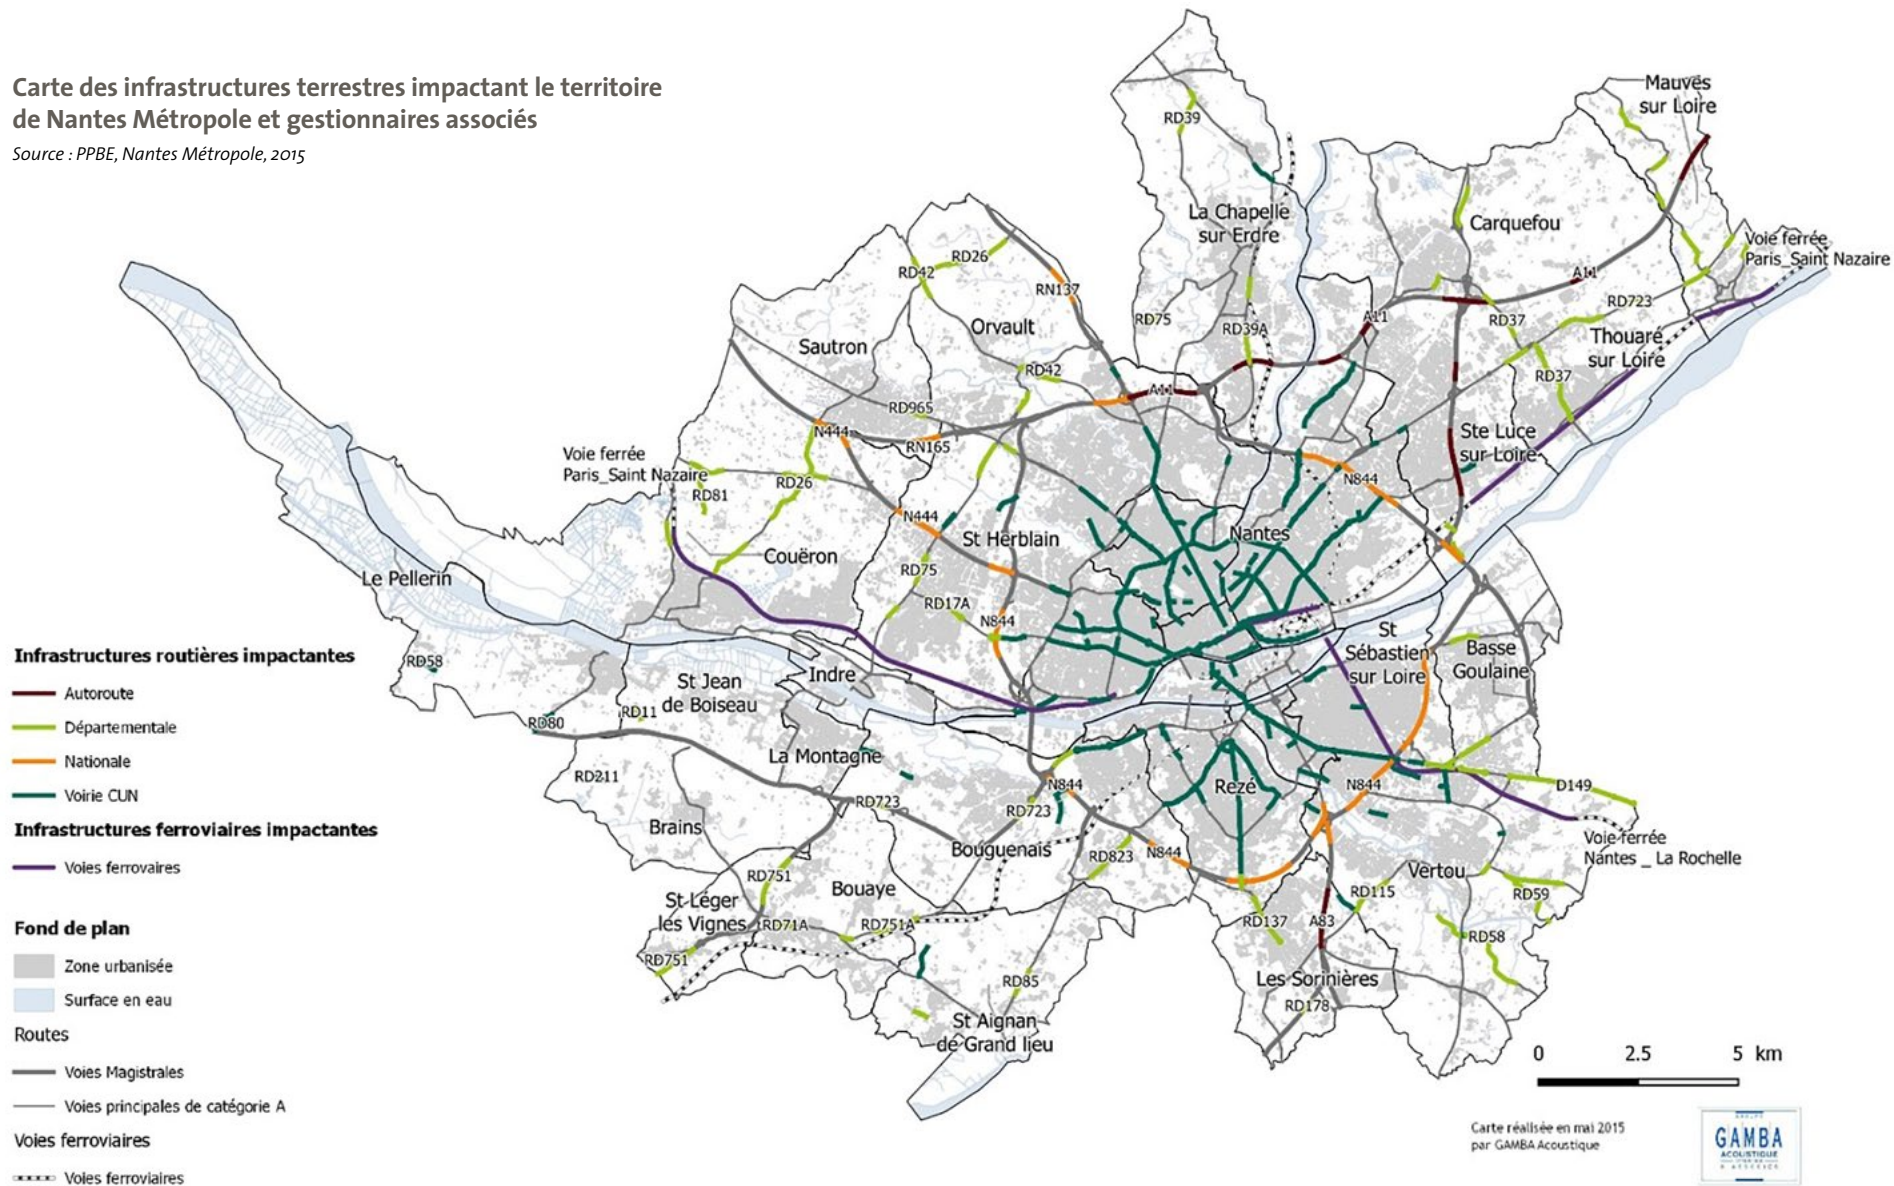 Carte des infrastructures terrestres impactant le territoire
de Nantes Métropole et gestionnaires associés
Source : PPBE, Nantes Métropole, 2015
Mauves
sur Loire
RD39
La Chapelle
sur Erdre
Carquefou
Voie ferrée
Paris_Saint Nazaire
RD26
RD42
RN137
A11
RD723
Orvault
RD75
RD39A
A11
RD37
Thouaré
sur Loire
Sautron
RD42
RD37
A11
RD965
N444
RN165
Ste Luce
sur Loire
Voie ferrée
Paris_Saint Nazaire
RD81
RD26
N844
N444
St Herblain
Nantes
Couëron
Le Pellerin
RD75
RD17A
N844
St
Sébastien
sur Loire
Basse
Goulaine
RD58
Indre
St Jean
de Boiseau
RD80
RD11
La Montagne
RD211
N844
Rezé
N844
D149
RD723
RD723
Brains
Bouguenais
RD823
N844
Voie ferrée
Nantes _ La Rochelle
RD751
Bouaye
Vertou
St Léger
les Vignes
RD71A
RD751A
RD137
A83
RD115
RD59
RD58
RD751
RD85
Les Sorinières
RD178
St Aignan
de Grand lieu
Infrastructures routières impactantes
Autoroute
Départementale
Nationale
Voirie CUN
Infrastructures ferroviaires impactantes
Voies ferrovaires
Fond de plan
Zone urbanisée
Surface en eau
Routes
Voies Magistrales
Voies principales de catégorie A
Voies ferroviaires
Voies ferroviaires
0 2.5 5 km
Carte réalisée en mai 2015
par GAMBA Acoustique
GAMBA
ACOUSTIQUE
& ASSOCIÉS